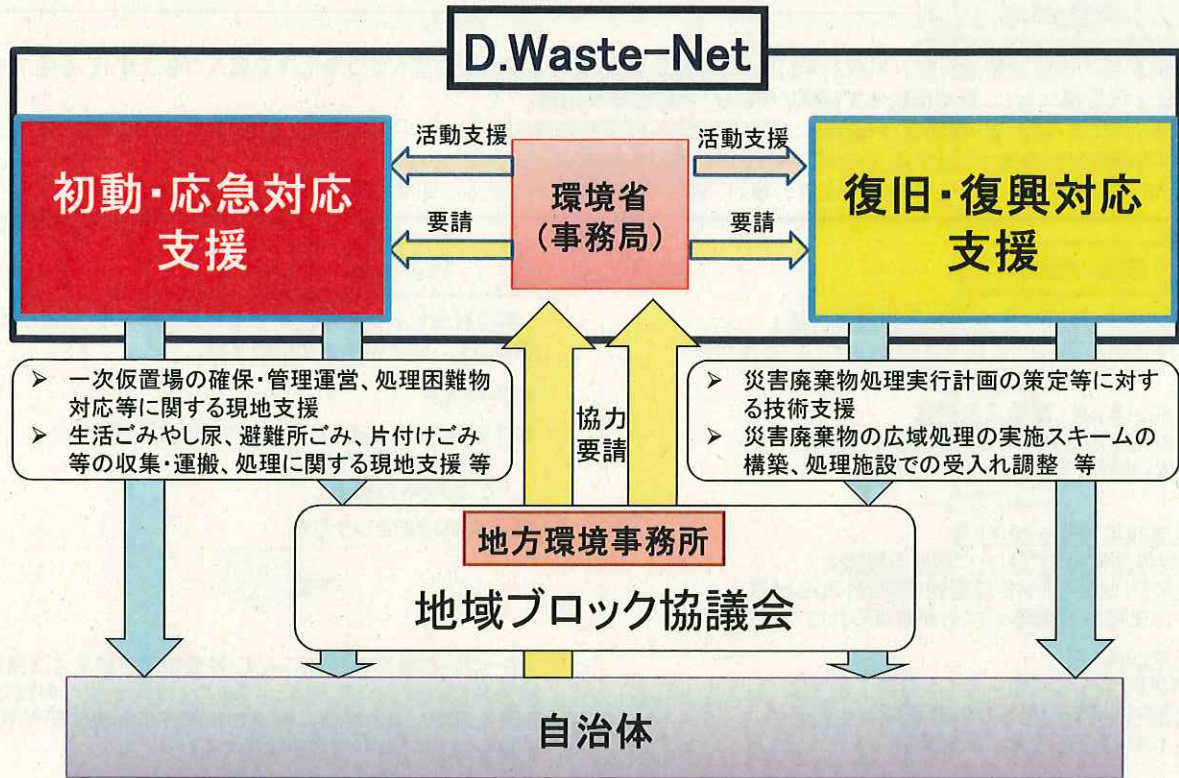 D.Waste-Net
初動・応急対応
支援
活動支援
要請
環境省
(事務局)
活動支援
要請
復旧・復興対応
支援
➢ 一次仮置場の確保・管理運営、処理困難物
対応等に関する現地支援
➢ 生活ごみやし尿、避難所ごみ、片付けごみ
等の収集・運搬、処理に関する現地支援 等
協力
要請
➢ 災害廃棄物処理実行計画の策定等に対す
る技術支援
➢ 災害廃棄物の広域処理の実施スキームの
構築、処理施設での受入れ調整 等
地方環境事務所
地域ブロック協議会
自治体